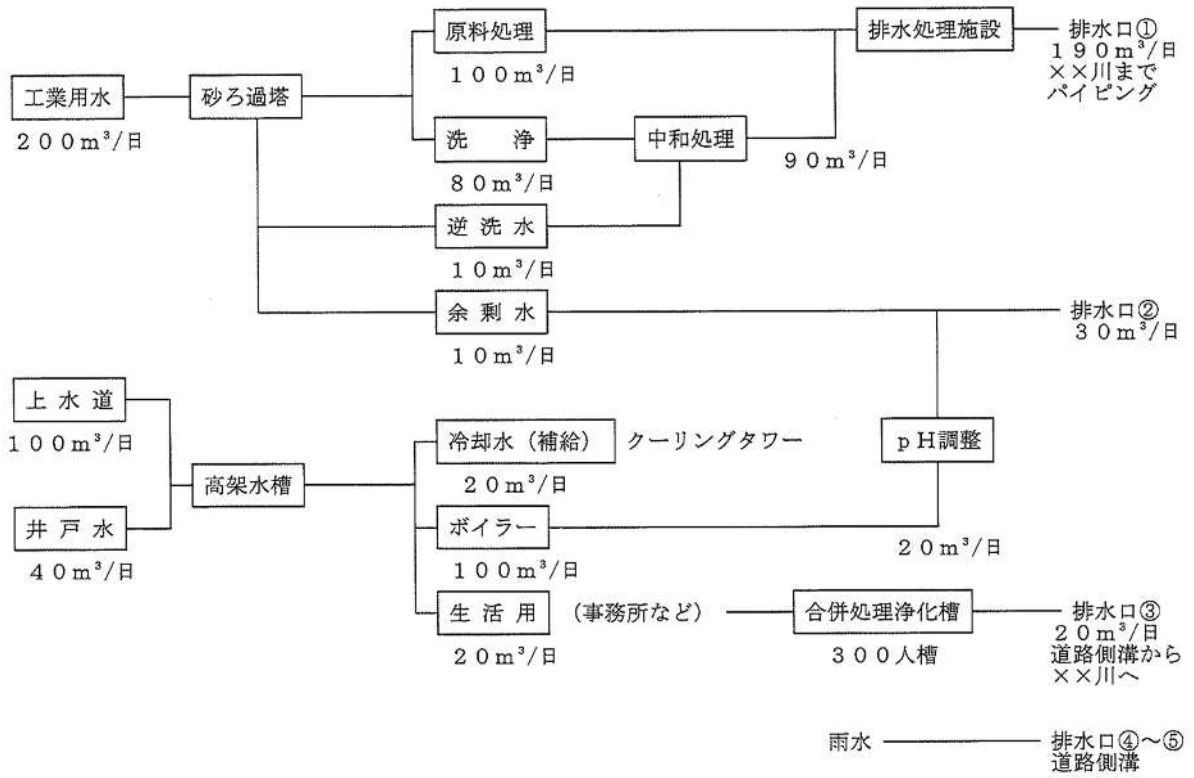 原料処理
100m³/日
排水処理施設
排水口①
190m³/日
××川まで
パイピング
工業用水
200m³/日
砂ろ過塔
洗　浄
80m³/日
中和処理
90m³/日
逆洗水
10m³/日
余剰水
10m³/日
排水口②
30m³/日
上水道
100m³/日
井戸水
40m³/日
高架水槽
冷却水（補給）　クーリングタワー
20m³/日
pH調整
ボイラー
100m³/日
20m³/日
生活用　（事務所など）
20m³/日
合併処理浄化槽
300人槽
排水口③
20m³/日
道路側溝から
××川へ
雨水
排水口④～⑤
道路側溝